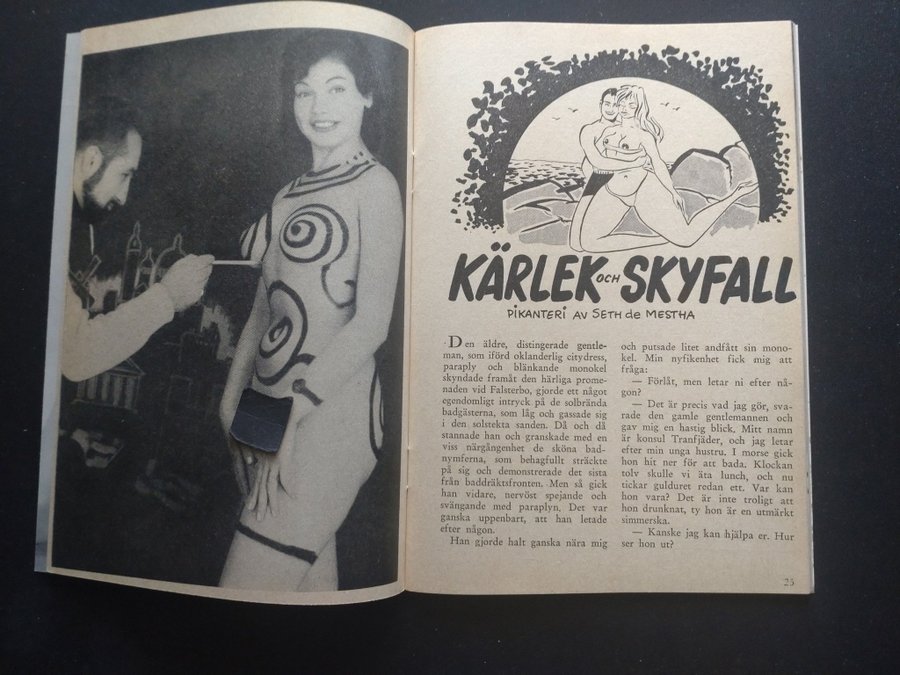 KÄRLEK OCH SKYFALL
PIKANTERI AV SETH de MESTHA
Den äldre, distingerade gentle-
man, som iförd oklanderlig citydress,
paraply och blänkande monokel
skyndade framåt den härliga prome-
naden vid Falsterbo, gjorde ett något
egendomligt intryck på de solbrända
badgästerna, som låg och gassade sig
i den solstekta sanden. Då och då
stannade han och granskade med en
viss närgångenhet de sköna bad-
nymferna, som behagfullt sträckte
på sig och demonstrerade det sista
från baddräktsfronten. Men så gick
han vidare, nervöst spejande och
svängande med paraplyn. Det var
ganska uppenbart, att han letade
efter någon.
Han gjorde halt ganska nära mig
och putsade litet andfått sin mono-
kel. Min nyfikenhet fick mig att
fråga:
— Förlåt, men letar ni efter nå-
gon?
— Det är precis vad jag gör, sva-
rade den gamle gentlemannen och
gav mig en hastig blick. Mitt namn
är konsul Tranfjäder, och jag letar
efter min unga hustru. I morse gick
hon hit ner för att bada. Klockan
tolv skulle vi äta lunch, och nu
tickar gulduret redan ett. Var kan
hon vara? Det är inte troligt att
hon drunknat, ty hon är en utmärkt
simmerska.
— Kanske jag kan hjälpa er. Hur
ser hon ut?
25